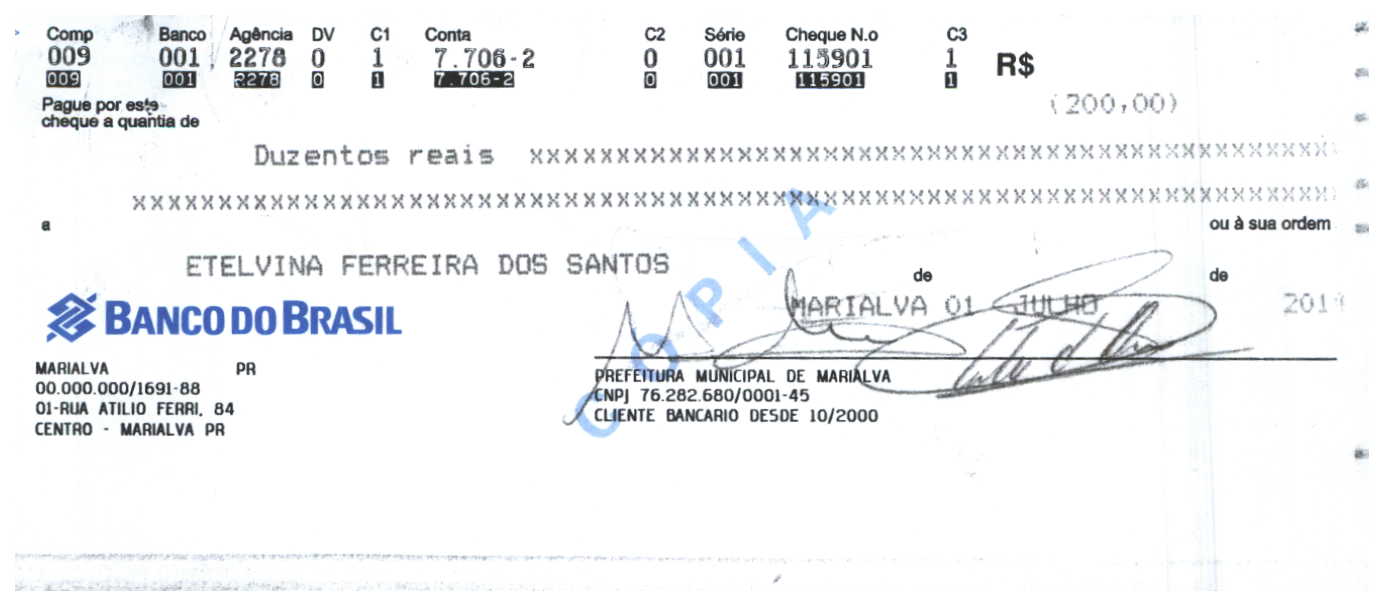 Comp Banco Agência DV C1 Conta C2 Série Cheque N.o C3
009 001 2278 0 1 7.706-2 0 001 115901 1 R$
009 001 2278 0 1 7.706-2 0 001 115901 1
Pague por este
cheque a quantia de
(200,00)
Duzentos reais xxxxxxxxxxxxxxxxxxxxxxxxxxxxxxxxxxxxxxxxxxxxxxxxxxxxxxx
xxxxxxxxxxxxxxxxxxxxxxxxxxxxxxxxxxxxxxxxxxxxxxxxxxxxxxxxxxxxxxxxxxxxx
a ou à sua ordem
ETELVINA FERREIRA DOS SANTOS
de de
MARIALVA 01 JULHO
BANCO DO BRASIL
MARIALVA PR
00.000.000/1691-88
01-RUA ATILIO FERRI, 84
CENTRO - MARIALVA PR
PREFEITURA MUNICIPAL DE MARIALVA
CNPJ 76.282.680/0001-45
CLIENTE BANCARIO DESDE 10/2000
COPIA